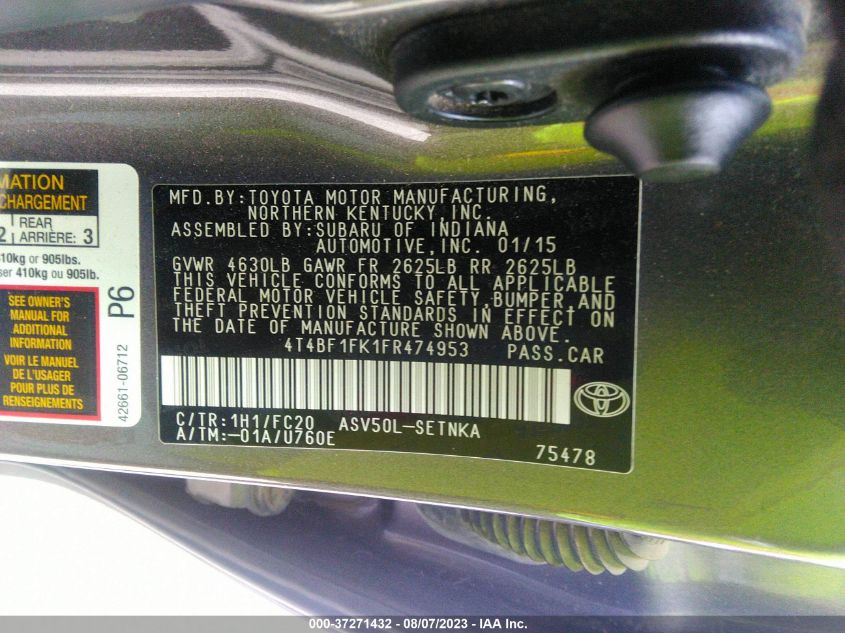 MATION
CHARGEMENT
2 REAR ARRIÈRE: 3
10kg or 905lbs.
ser 410kg ou 905lb.
SEE OWNER'S
MANUAL FOR
ADDITIONAL
INFORMATION
VOIR LE MANUEL
DE L'USAGER
POUR PLUS DE
RENSEIGNEMENTS
P6
42661-06712
MFD.BY:TOYOTA MOTOR MANUFACTURING,
NORTHERN KENTUCKY,INC.
ASSEMBLED BY:SUBARU OF INDIANA
AUTOMOTIVE,INC. 01/15
GVWR 4630LB GAWR FR 2625LB RR 2625LB
THIS VEHICLE CONFORMS TO ALL APPLICABLE
FEDERAL MOTOR VEHICLE SAFETY,BUMPER,AND
THEFT PREVENTION STANDARDS IN EFFECT ON
THE DATE OF MANUFACTURE SHOWN ABOVE.
4T4BF1FK1FR474953 PASS.CAR
C/TR:1H1/FC20 ASV50L-SETNKA
A/TM:-01A/U760E
75478
000-37271432 - 08/07/2023 - IAA Inc.